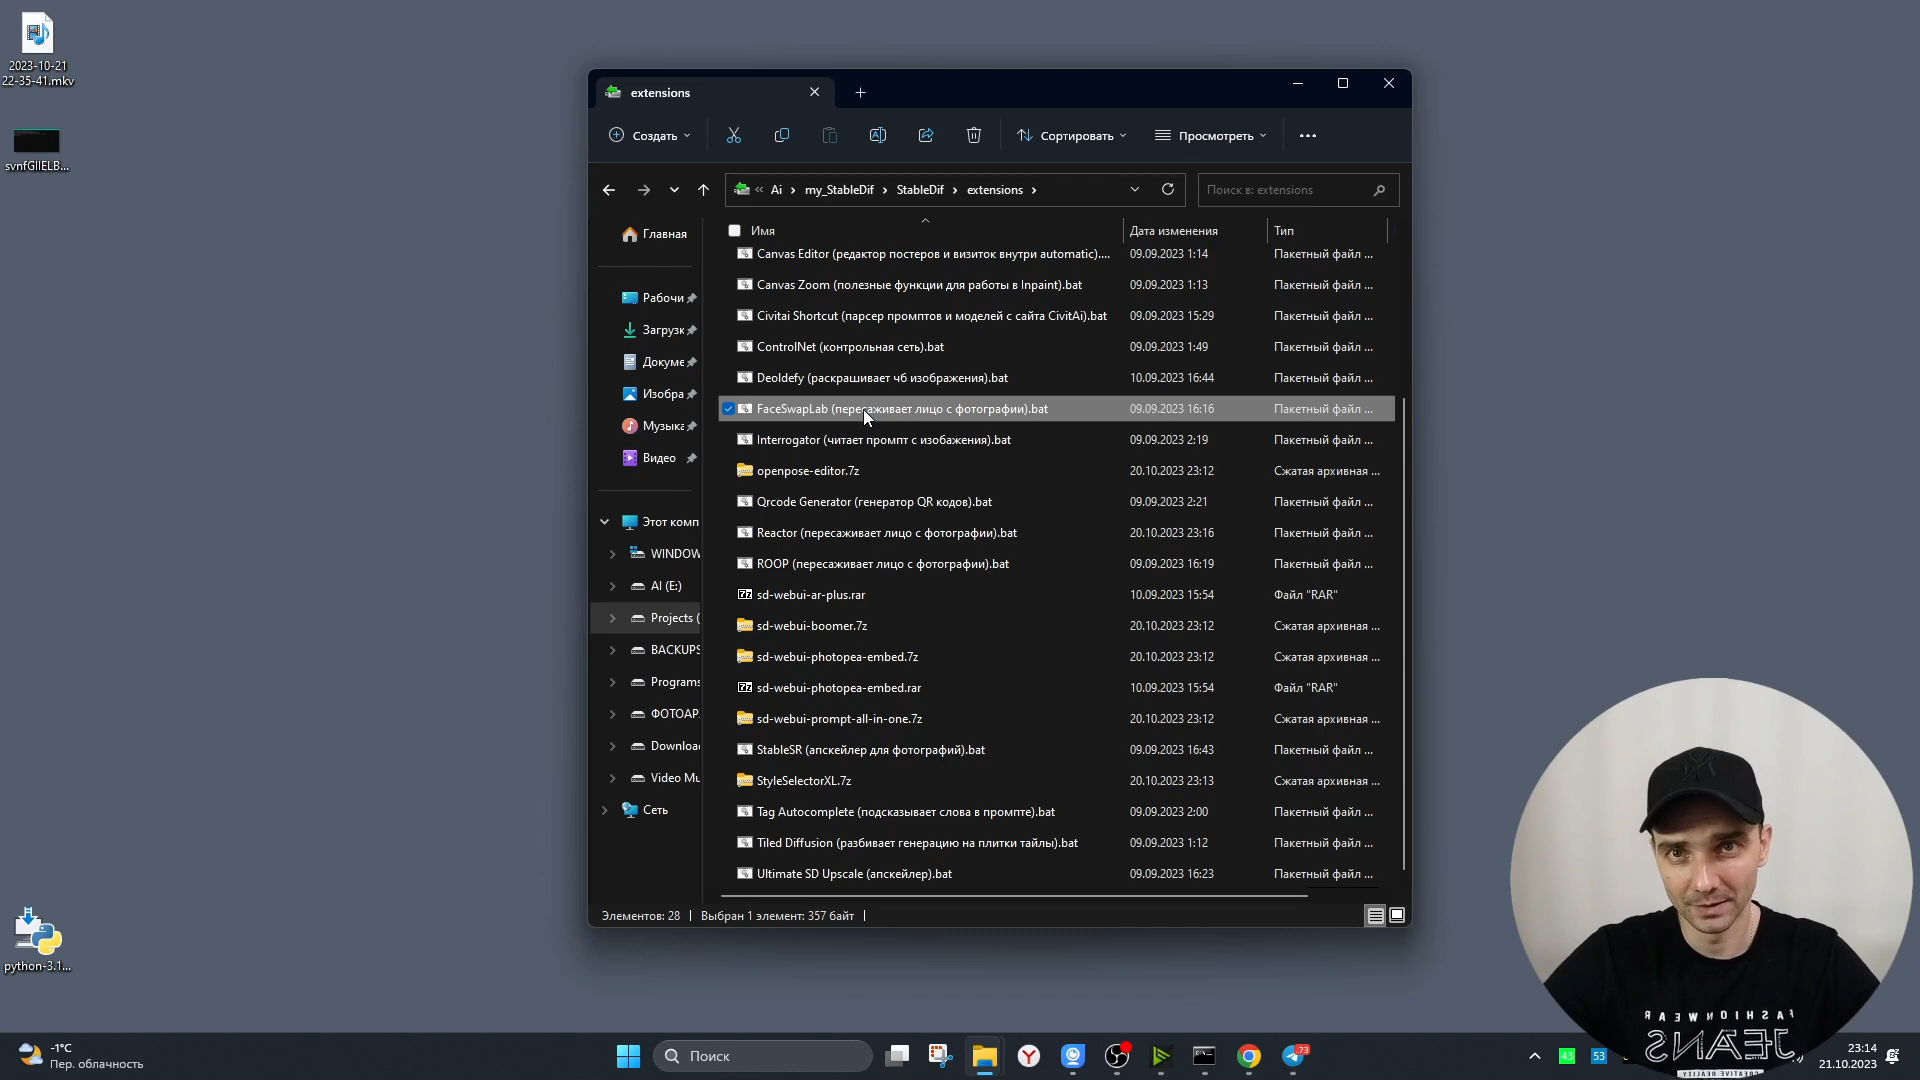 2023-10-21
22-35-41.mkv
svnfGIIELB...
python-3.1...
extensions
Создать
Сортировать
Просмотреть
Ai
my_StableDif
StableDif
extensions
Поиск в: extensions
Главная
Рабочи
Загрузк
Докуме
Изобра
Музыка
Видео
Этот комп
WINDOW
AI (E:)
Projects (
BACKUPS
Programs
ФОТОАР
Downloa
Video Mu
Сеть
Имя Дата изменения Тип
Canvas Editor (редактор постеров и визиток внутри automatic).... 09.09.2023 1:14 Пакетный файл ...
Canvas Zoom (полезные функции для работы в Inpaint).bat 09.09.2023 1:13 Пакетный файл ...
Civitai Shortcut (парсер промптов и моделей с сайта CivitAi).bat 09.09.2023 15:29 Пакетный файл ...
ControlNet (контрольная сеть).bat 09.09.2023 1:49 Пакетный файл ...
Deoldefy (раскрашивает чб изображения).bat 10.09.2023 16:44 Пакетный файл ...
FaceSwapLab (пересаживает лицо с фотографии).bat 09.09.2023 16:16 Пакетный файл ...
Interrogator (читает промпт с изобажения).bat 09.09.2023 2:19 Пакетный файл ...
openpose-editor.7z 20.10.2023 23:12 Сжатая архивная ...
Qrcode Generator (генератор QR кодов).bat 09.09.2023 2:21 Пакетный файл ...
Reactor (пересаживает лицо с фотографии).bat 20.10.2023 23:16 Пакетный файл ...
ROOP (пересаживает лицо с фотографии).bat 09.09.2023 16:19 Пакетный файл ...
sd-webui-ar-plus.rar 10.09.2023 15:54 Файл "RAR"
sd-webui-boomer.7z 20.10.2023 23:12 Сжатая архивная ...
sd-webui-photopea-embed.7z 20.10.2023 23:12 Сжатая архивная ...
sd-webui-photopea-embed.rar 10.09.2023 15:54 Файл "RAR"
sd-webui-prompt-all-in-one.7z 20.10.2023 23:12 Сжатая архивная ...
StableSR (апскейлер для фотографий).bat 09.09.2023 16:43 Пакетный файл ...
StyleSelectorXL.7z 20.10.2023 23:13 Сжатая архивная ...
Tag Autocomplete (подсказывает слова в промпте).bat 09.09.2023 2:00 Пакетный файл ...
Tiled Diffusion (разбивает генерацию на плитки тайлы).bat 09.09.2023 1:12 Пакетный файл ...
Ultimate SD Upscale (апскейлер).bat 09.09.2023 16:23 Пакетный файл ...
Элементов: 28 Выбран 1 элемент: 357 байт
FASHIONWEAR
JEANS
CREATIVE REALITY
-1°C
Пер. облачность
Поиск
73
43
53
23:14
21.10.2023